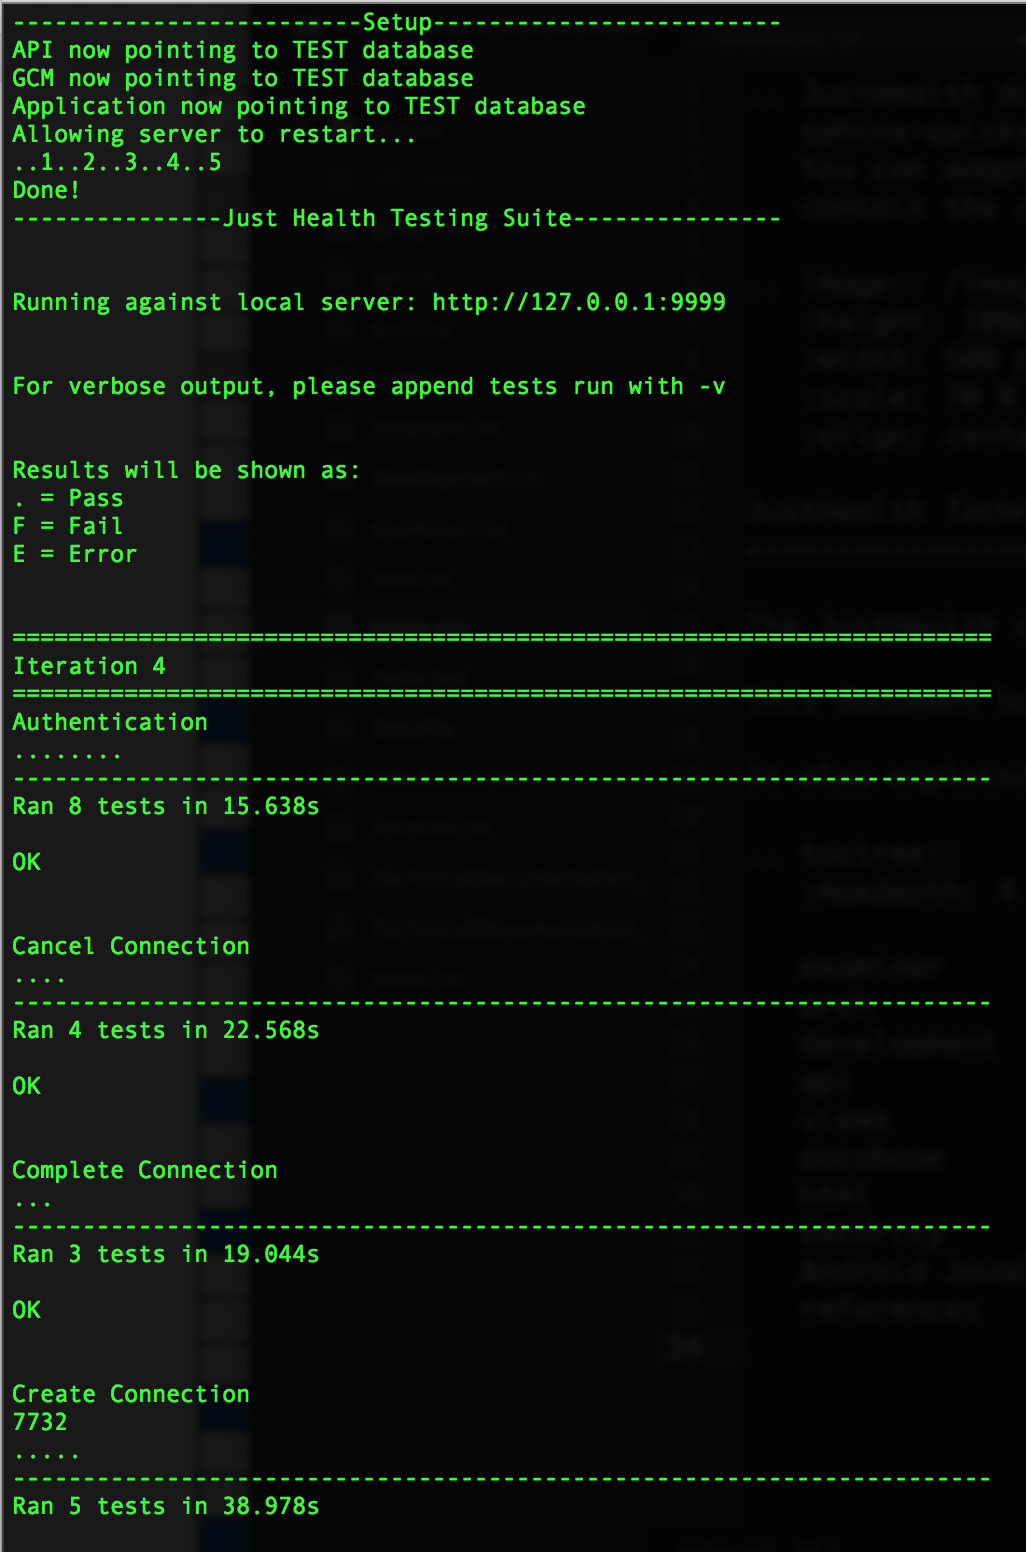 -------------------------Setup-------------------------
API now pointing to TEST database
GCM now pointing to TEST database
Application now pointing to TEST database
Allowing server to restart...
..1..2..3..4..5
Done!
---------------Just Health Testing Suite---------------
Running against local server: http://127.0.0.1:9999
For verbose output, please append tests run with -v
Results will be shown as:
. = Pass
F = Fail
E = Error
======================================================================
Iteration 4
======================================================================
Authentication
........
----------------------------------------------------------------------
Ran 8 tests in 15.638s
OK
Cancel Connection
....
----------------------------------------------------------------------
Ran 4 tests in 22.568s
OK
Complete Connection
...
----------------------------------------------------------------------
Ran 3 tests in 19.044s
OK
Create Connection
7732
.....
----------------------------------------------------------------------
Ran 5 tests in 38.978s